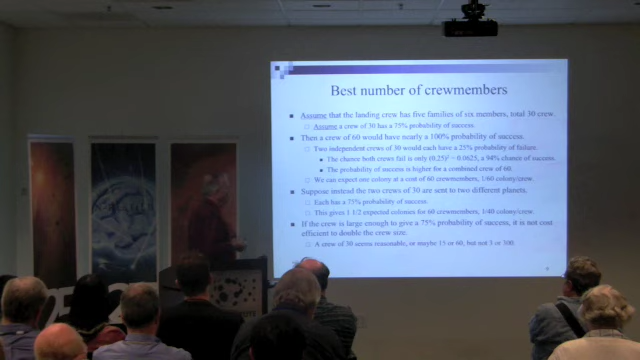 Best number of crewmembers
Assume that the landing crew has five families of six members, total 30 crew.
Assume a crew of 30 has a 75% probability of success.
Then a crew of 60 would have nearly a 100% probability of success.
Two independent crews of 30 would each have a 25% probability of failure.
The chance both crews fail is only (0.25)² = 0.0625, a 94% chance of success.
The probability of success is higher for a combined crew of 60.
We can expect one colony at a cost of 60 crewmembers, 1/60 colony/crew.
Suppose instead the two crews of 30 are sent to two different planets.
Each has a 75% probability of success.
This gives 1 1/2 expected colonies for 60 crewmembers, 1/40 colony/crew.
If the crew is large enough to give a 75% probability of success, it is not cost
efficient to double the crew size.
A crew of 30 seems reasonable, or maybe 15 or 60, but not 3 or 300.